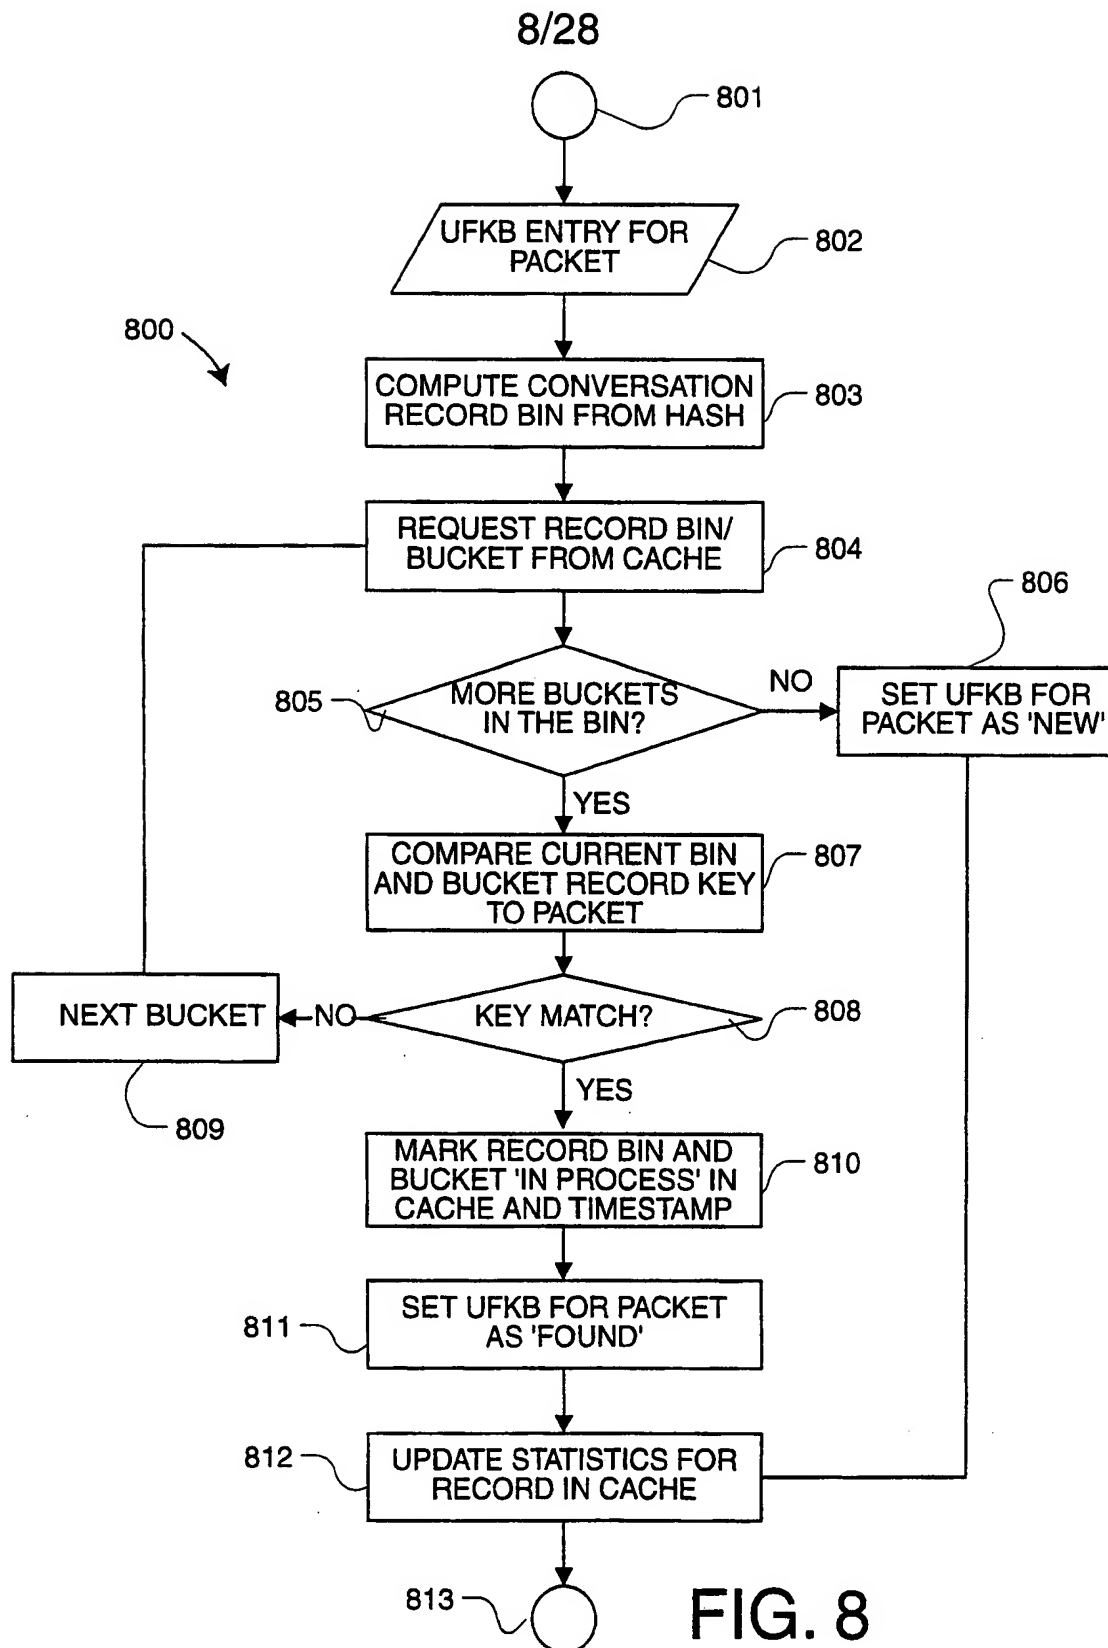 8/28
801
UFKB ENTRY FOR
PACKET
802
800
COMPUTE CONVERSATION
RECORD BIN FROM HASH
803
REQUEST RECORD BIN/
BUCKET FROM CACHE
804
806
805
MORE BUCKETS
IN THE BIN?
NO
SET UFKB FOR
PACKET AS 'NEW'
YES
COMPARE CURRENT BIN
AND BUCKET RECORD KEY
TO PACKET
807
NEXT BUCKET
NO
KEY MATCH?
808
809
YES
MARK RECORD BIN AND
BUCKET 'IN PROCESS' IN
CACHE AND TIMESTAMP
810
SET UFKB FOR PACKET
AS 'FOUND'
811
812
UPDATE STATISTICS FOR
RECORD IN CACHE
813
FIG. 8